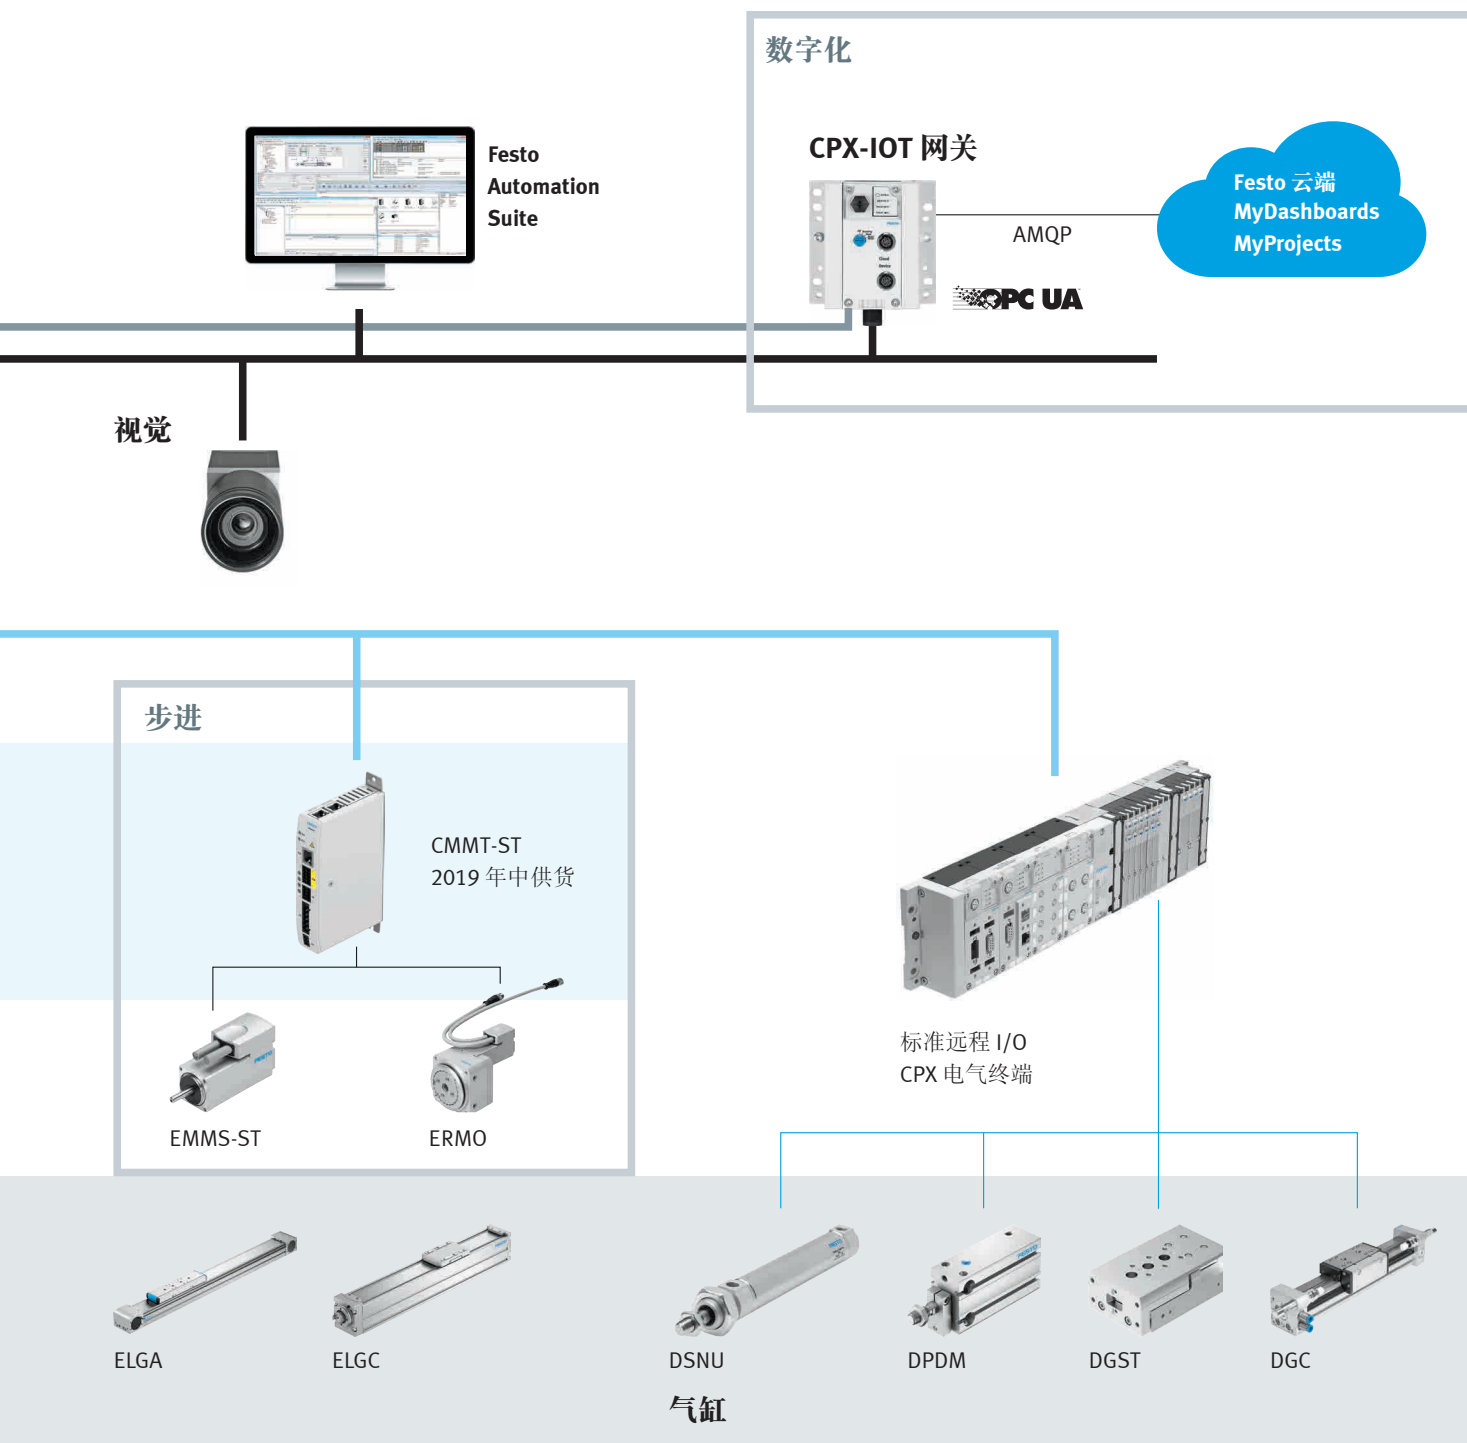 数字化
Festo
Automation
Suite
CPX-IOT 网关
Festo 云端
MyDashboards
MyProjects
AMQP
OPC UA
Cloud
Device
视觉
步进
CMMT-ST
2019 年中供货
EMMS-ST
ERMO
标准远程 I/O
CPX 电气终端
ELGA
ELGC
DSNU
DPDM
DGST
DGC
气缸